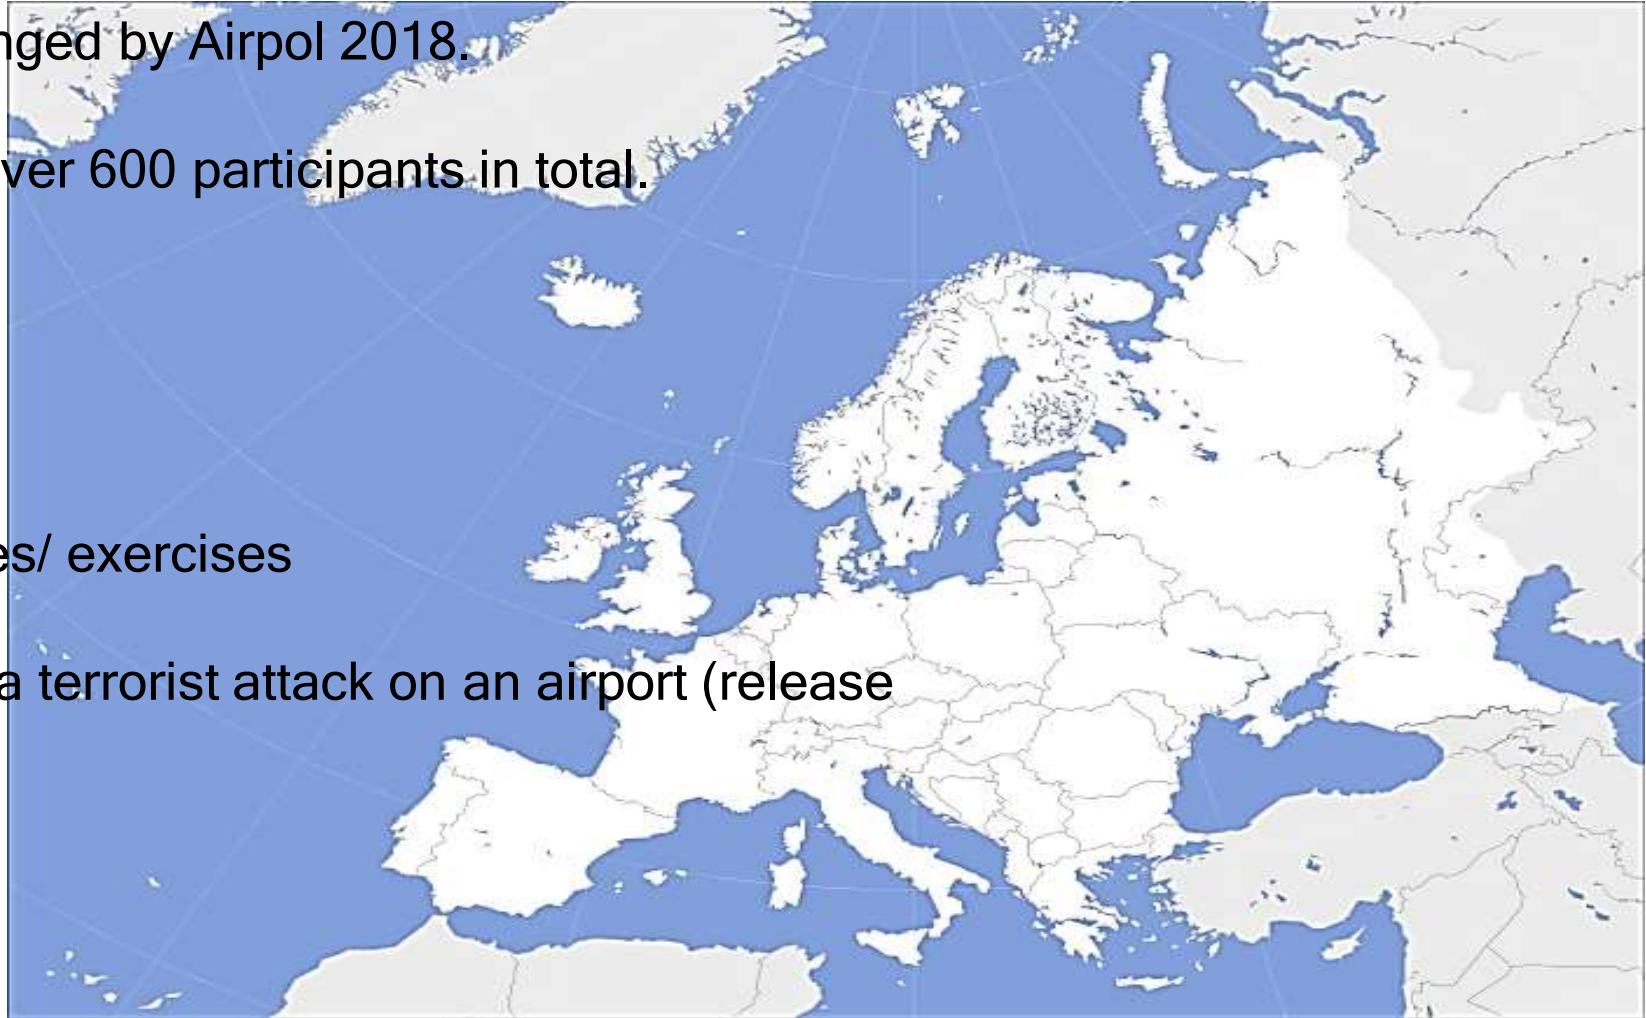 nged by Airpol 2018.
ver 600 participants in total.
es/ exercises
a terrorist attack on an airport (release